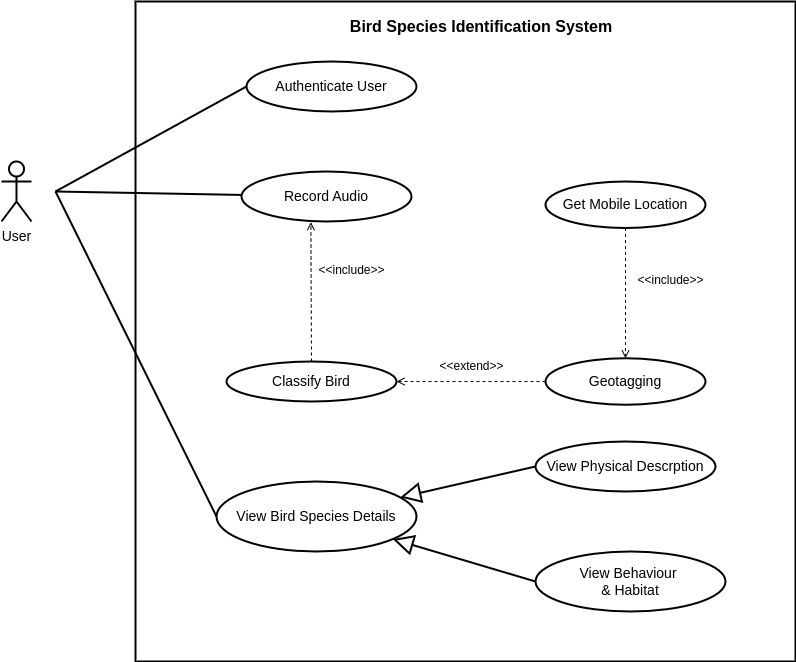 Bird Species Identification System
Authenticate User
User
Record Audio
Get Mobile Location
<<include>>
<<include>>
Classify Bird
<<extend>>
Geotagging
View Bird Species Details
View Physical Descrption
View Behaviour
& Habitat